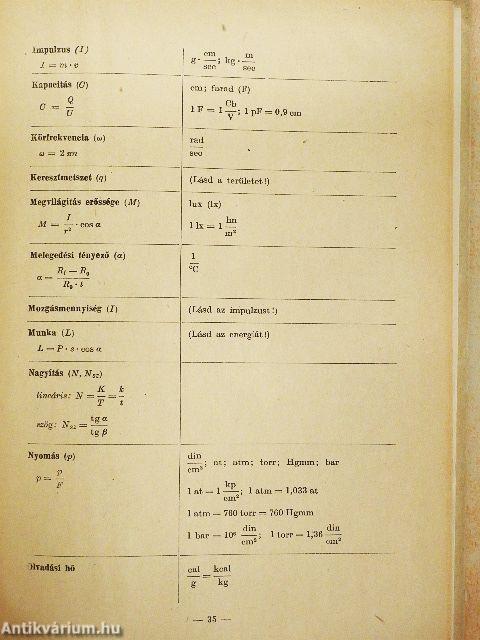 Impulzus (I)
I = m · v
g · cm/sec; kg · m/sec
Kapacitás (C)
C = Q/U
cm; farad (F)
1 F = 1 Cb/V; 1 pF = 0,9 cm
Körfrekvencia (ω)
ω = 2 πn
rad/sec
Keresztmetszet (q)
(Lásd a területet!)
Megvilágítás erőssége (M)
M = I/r² · cos α
lux (lx)
1 lx = 1 hn/m²
Melegedési tényező (α)
α = Rt — R0/R0 · t
1/°C
Mozgásmennyiség (I)
(Lásd az impulzust!)
Munka (L)
L = P · s · cos α
(Lásd az energiát!)
Nagyítás (N, Nsz)
lineáris: N = K/T = k/t
szög: Nsz = tg α/tg β
Nyomás (p)
p = P/F
din/cm²; at; atm; torr; Hgmm; bar
1 at = 1 kp/cm²; 1 atm = 1,033 at
1 atm = 760 torr = 760 Hgmm
1 bar = 10⁶ din/cm²; 1 torr = 1,36 din/cm²
Olvadási hő
cal/g = kcal/kg
— 35 —
Antikvárium.hu